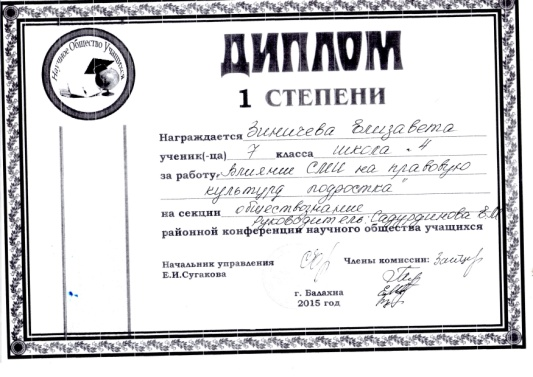 Научное Общество Учащихся
ДИПЛОМ
1 СТЕПЕНИ
Награждается Зиничева Елизавета
ученик(-ца) 7 класса школа 4
за работу: "Влияние СМИ на правовую
культуру подростка"
на секции обществознание
руководитель Садурдинова Е.М.
районной конференции научного общества учащихся
Начальник управления
Е.И.Сугакова
Члены комиссии:
г. Балахна
2015 год